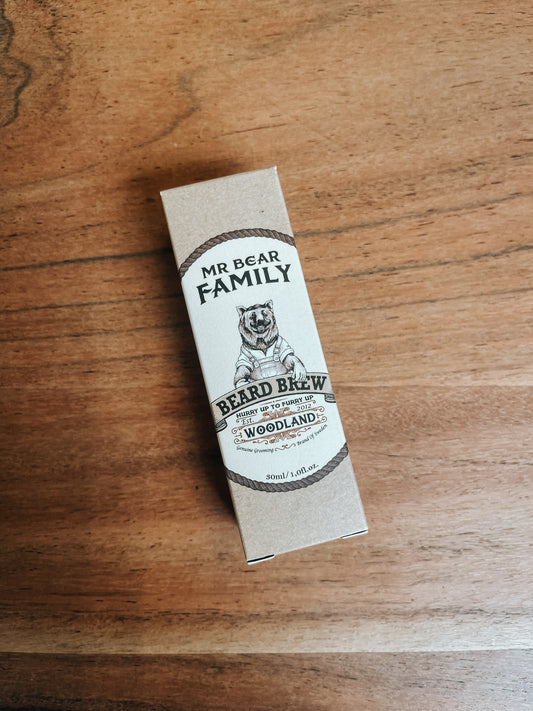 MR BEAR
FAMILY
BEARD BREW
HURRY UP TO FURRY UP
Est. 2012
WOODLAND
Genuine Grooming Brand Of Sweden
30ml/1,0fl.oz.